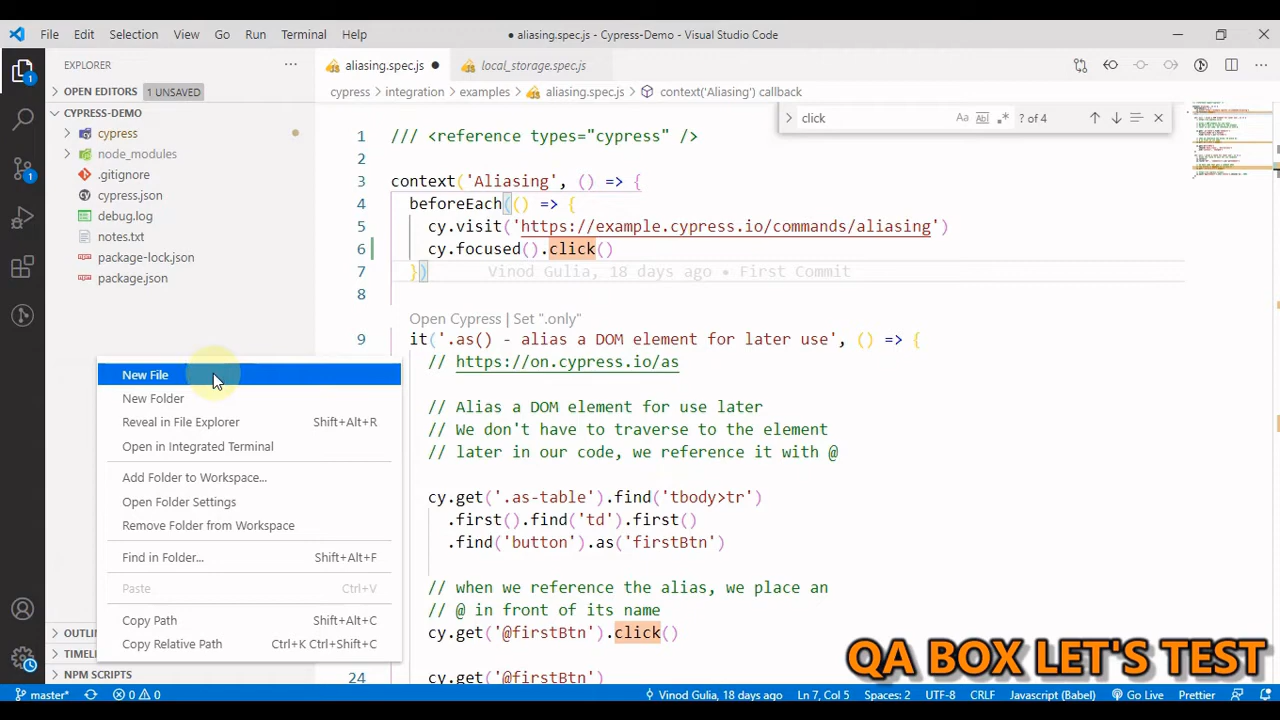 File Edit Selection View Go Run Terminal Help
● aliasing.spec.js - Cypress-Demo - Visual Studio Code
EXPLORER
aliasing.spec.js ●
local_storage.spec.js
OPEN EDITORS 1 UNSAVED
cypress > integration > examples > aliasing.spec.js > context('Aliasing') callback
CYPRESS-DEMO
cypress
node_modules
.gitignore
cypress.json
debug.log
notes.txt
package-lock.json
package.json
click Aa Abl .* ? of 4
1 /// <reference types="cypress" />
2
3 context('Aliasing', () => {
4 beforeEach(() => {
5 cy.visit('https://example.cypress.io/commands/aliasing')
6 cy.focused().click()
7 }) Vinod Gulia, 18 days ago • First Commit
8
Open Cypress | Set ".only"
9 it('.as() - alias a DOM element for later use', () => {
// https://on.cypress.io/as
// Alias a DOM element for use later
// We don't have to traverse to the element
// later in our code, we reference it with @
cy.get('.as-table').find('tbody>tr')
.first().find('td').first()
.find('button').as('firstBtn')
// when we reference the alias, we place an
// @ in front of its name
cy.get('@firstBtn').click()
24 cy.get('@firstBtn')
New File
New Folder
Reveal in File Explorer Shift+Alt+R
Open in Integrated Terminal
Add Folder to Workspace...
Open Folder Settings
Remove Folder from Workspace
Find in Folder... Shift+Alt+F
Paste Ctrl+V
Copy Path Shift+Alt+C
Copy Relative Path Ctrl+K Ctrl+Shift+C
NPM SCRIPTS
QA BOX LET'S TEST
master* 0 0 Vinod Gulia, 18 days ago Ln 7, Col 5 Spaces: 2 UTF-8 CRLF Javascript (Babel) Go Live Prettier